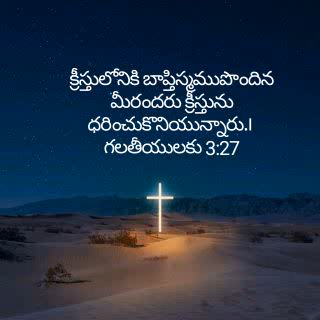 క్రీస్తులోనికి బాప్తిస్మముపొందిన
మీరందరు క్రీస్తును
ధరించుకొనియున్నారు.।
గలతీయులకు 3:27